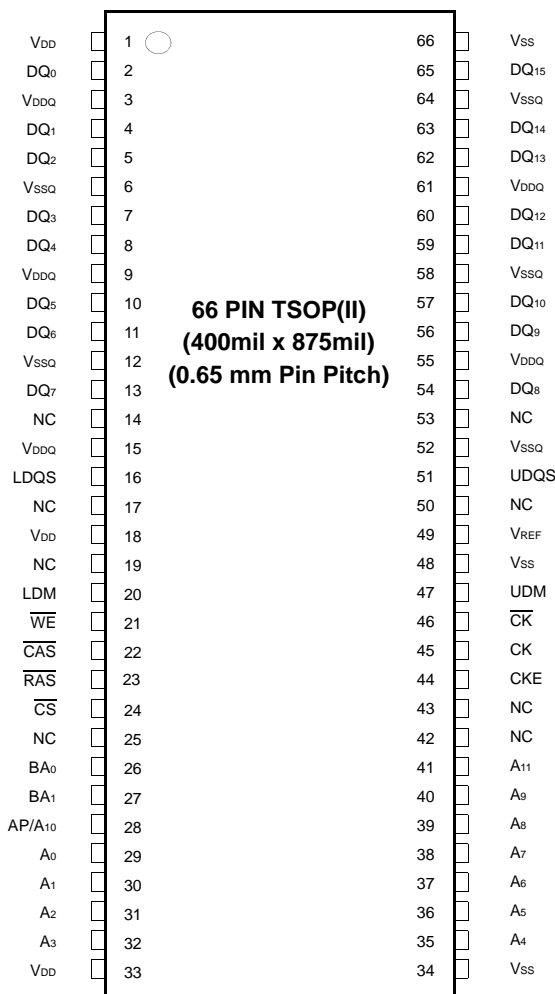 VDD 1 66 VSS
DQ0 2 65 DQ15
VDDQ 3 64 VSSQ
DQ1 4 63 DQ14
DQ2 5 62 DQ13
VSSQ 6 61 VDDQ
DQ3 7 60 DQ12
DQ4 8 59 DQ11
VDDQ 9 58 VSSQ
DQ5 10 66 PIN TSOP(II) 57 DQ10
DQ6 11 (400mil x 875mil) 56 DQ9
VSSQ 12 (0.65 mm Pin Pitch) 55 VDDQ
DQ7 13 54 DQ8
NC 14 53 NC
VDDQ 15 52 VSSQ
LDQS 16 51 UDQS
NC 17 50 NC
VDD 18 49 VREF
NC 19 48 VSS
LDM 20 47 UDM
W̅E̅ 21 46 C̅K̅
C̅A̅S̅ 22 45 CK
R̅A̅S̅ 23 44 CKE
C̅S̅ 24 43 NC
NC 25 42 NC
BA0 26 41 A11
BA1 27 40 A9
AP/A10 28 39 A8
A0 29 38 A7
A1 30 37 A6
A2 31 36 A5
A3 32 35 A4
VDD 33 34 VSS